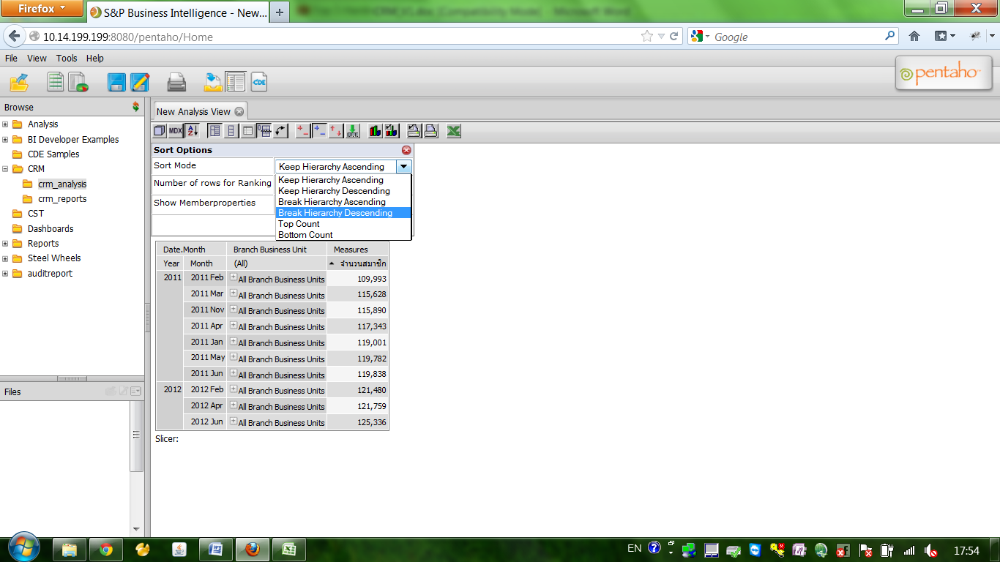 Firefox
S&P Business Intelligence - New...
CRM_V1.doc [Compatibility Mode] - Microsoft Word
10.14.199.199:8080/pentaho/Home
Google
File View Tools Help
pentaho
CDE
Browse
Analysis
BI Developer Examples
CDE Samples
CRM
crm_analysis
crm_reports
CST
Dashboards
Reports
Steel Wheels
auditreport
Files
New Analysis View
MDX
Sort Options
Sort Mode
Keep Hierarchy Ascending
Number of rows for Ranking
Show Memberproperties
Keep Hierarchy Ascending
Keep Hierarchy Descending
Break Hierarchy Ascending
Break Hierarchy Descending
Top Count
Bottom Count
Date.Month Branch Business Unit Measures
Year Month (All) จำนวนสมาชิก
2011 2011 Feb All Branch Business Units 109,993
2011 Mar All Branch Business Units 115,628
2011 Nov All Branch Business Units 115,890
2011 Apr All Branch Business Units 117,343
2011 Jan All Branch Business Units 119,001
2011 May All Branch Business Units 119,782
2011 Jun All Branch Business Units 119,838
2012 2012 Feb All Branch Business Units 121,480
2012 Apr All Branch Business Units 121,759
2012 Jun All Branch Business Units 125,336
Slicer:
EN
17:54